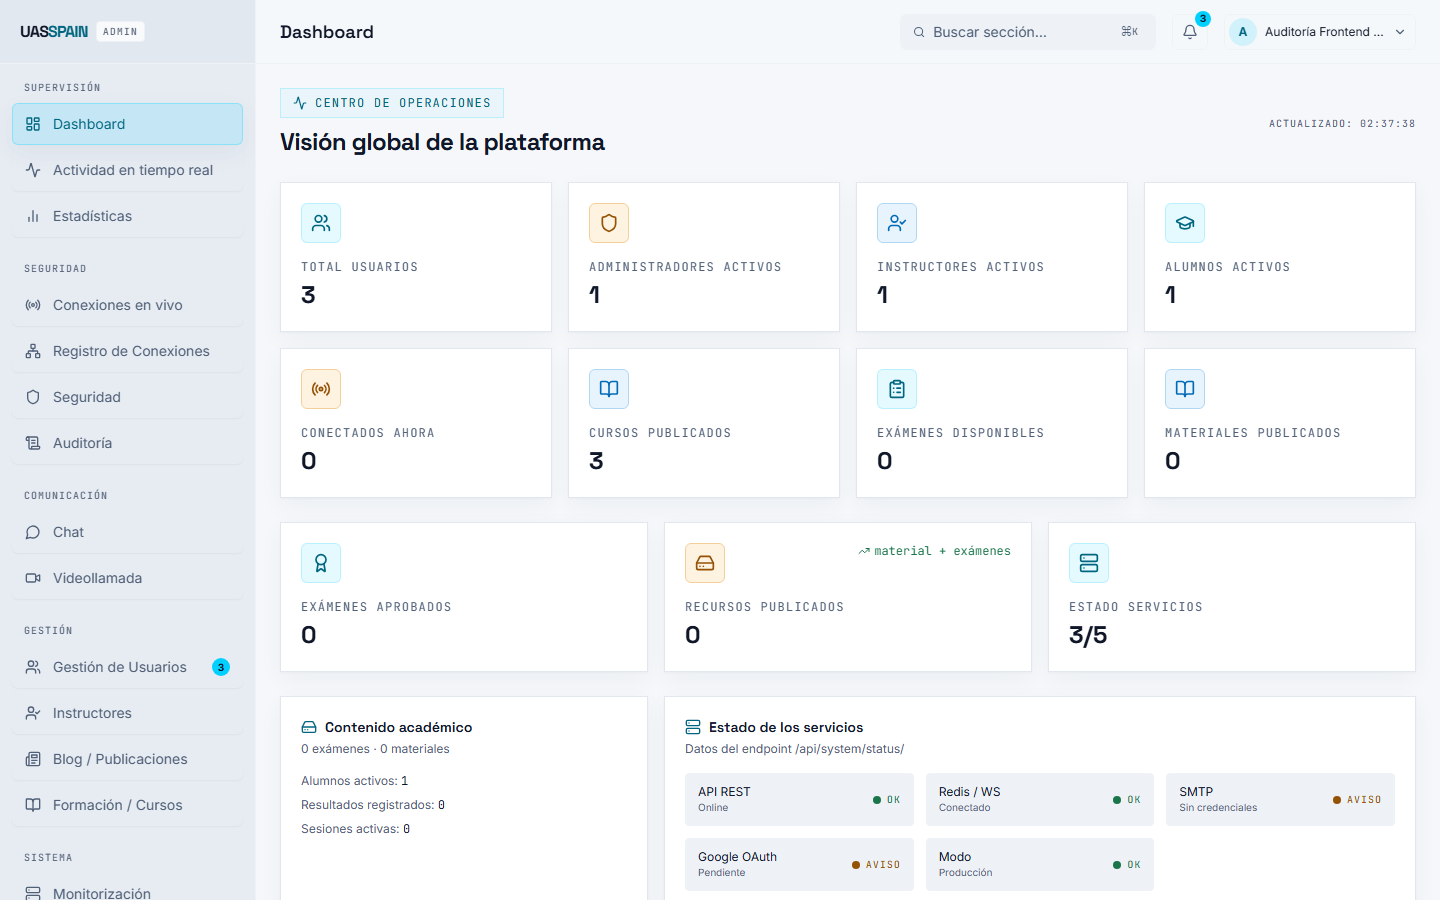 UASSPAIN ADMIN
Dashboard
Buscar sección...
⌘K
3
A
Auditoría Frontend ...
SUPERVISIÓN
Dashboard
Actividad en tiempo real
Estadísticas
SEGURIDAD
Conexiones en vivo
Registro de Conexiones
Seguridad
Auditoría
COMUNICACIÓN
Chat
Videollamada
GESTIÓN
Gestión de Usuarios 3
Instructores
Blog / Publicaciones
Formación / Cursos
SISTEMA
Monitorización
CENTRO DE OPERACIONES
Visión global de la plataforma
ACTUALIZADO: 02:37:38
TOTAL USUARIOS
3
ADMINISTRADORES ACTIVOS
1
INSTRUCTORES ACTIVOS
1
ALUMNOS ACTIVOS
1
CONECTADOS AHORA
0
CURSOS PUBLICADOS
3
EXÁMENES DISPONIBLES
0
MATERIALES PUBLICADOS
0
EXÁMENES APROBADOS
0
material + exámenes
RECURSOS PUBLICADOS
0
ESTADO SERVICIOS
3/5
Contenido académico
0 exámenes · 0 materiales
Alumnos activos: 1
Resultados registrados: 0
Sesiones activas: 0
Estado de los servicios
Datos del endpoint /api/system/status/
API REST
Online
OK
Redis / WS
Conectado
OK
SMTP
Sin credenciales
AVISO
Google OAuth
Pendiente
AVISO
Modo
Producción
OK